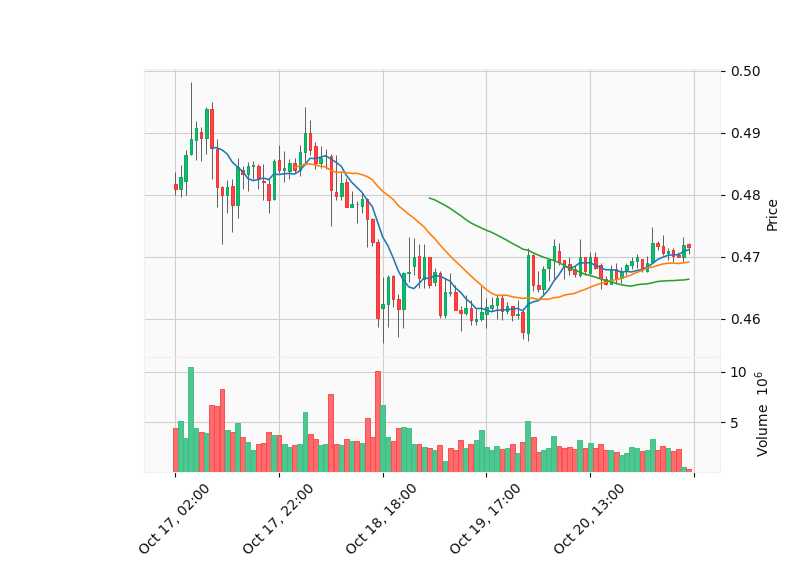 0.50
0.49
0.48
0.47
0.46
Price
10
5
Volume 10^6
Oct 17, 02:00
Oct 17, 22:00
Oct 18, 18:00
Oct 19, 17:00
Oct 20, 13:00